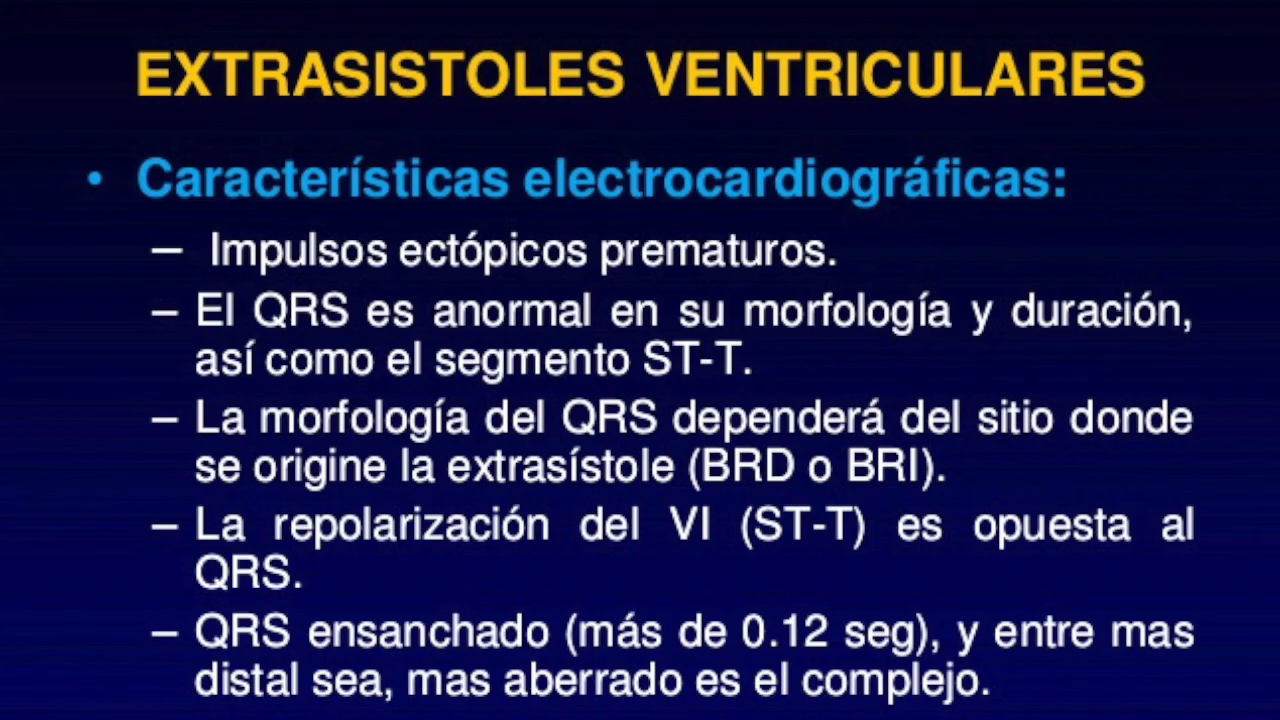 EXTRASISTOLES VENTRICULARES
• Características electrocardiográficas:
– Impulsos ectópicos prematuros.
– El QRS es anormal en su morfología y duración,
así como el segmento ST-T.
– La morfología del QRS dependerá del sitio donde
se origine la extrasístole (BRD o BRI).
– La repolarización del VI (ST-T) es opuesta al
QRS.
– QRS ensanchado (más de 0.12 seg), y entre mas
distal sea, mas aberrado es el complejo.